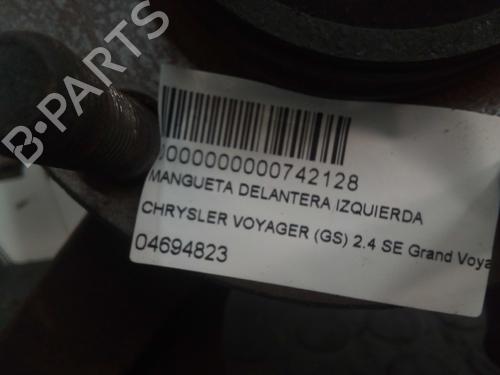 B-PARTS
0000000000742128
MANGUETA DELANTERA IZQUIERDA
CHRYSLER VOYAGER (GS) 2.4 SE Grand Voya
04694823